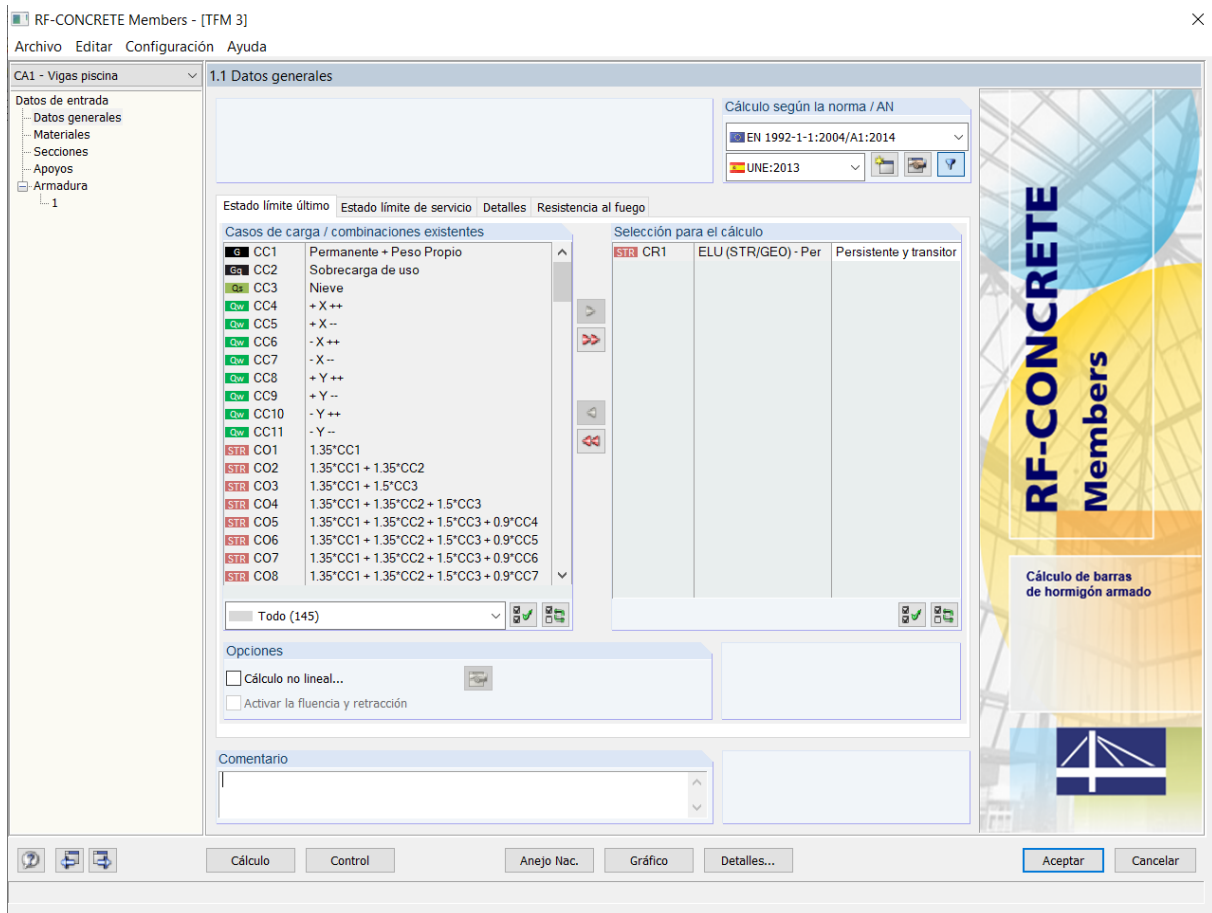 RF-CONCRETE Members - [TFM 3]
Archivo Editar Configuración Ayuda
CA1 - Vigas piscina
1.1 Datos generales
Datos de entrada
Datos generales
Materiales
Secciones
Apoyos
Armadura
1
Cálculo según la norma / AN
EN 1992-1-1:2004/A1:2014
UNE:2013
Estado límite último Estado límite de servicio Detalles Resistencia al fuego
Casos de carga / combinaciones existentes
G CC1 Permanente + Peso Propio
Gq CC2 Sobrecarga de uso
Qs CC3 Nieve
Qw CC4 + X ++
Qw CC5 + X --
Qw CC6 - X ++
Qw CC7 - X --
Qw CC8 + Y ++
Qw CC9 + Y --
Qw CC10 - Y ++
Qw CC11 - Y --
STR CO1 1.35*CC1
STR CO2 1.35*CC1 + 1.35*CC2
STR CO3 1.35*CC1 + 1.5*CC3
STR CO4 1.35*CC1 + 1.35*CC2 + 1.5*CC3
STR CO5 1.35*CC1 + 1.35*CC2 + 1.5*CC3 + 0.9*CC4
STR CO6 1.35*CC1 + 1.35*CC2 + 1.5*CC3 + 0.9*CC5
STR CO7 1.35*CC1 + 1.35*CC2 + 1.5*CC3 + 0.9*CC6
STR CO8 1.35*CC1 + 1.35*CC2 + 1.5*CC3 + 0.9*CC7
Todo (145)
Selección para el cálculo
STR CR1 ELU (STR/GEO) - Per Persistente y transitor
Opciones
Cálculo no lineal...
Activar la fluencia y retracción
Comentario
RF-CONCRETE
Members
Cálculo de barras
de hormigón armado
Cálculo Control Anejo Nac. Gráfico Detalles... Aceptar Cancelar